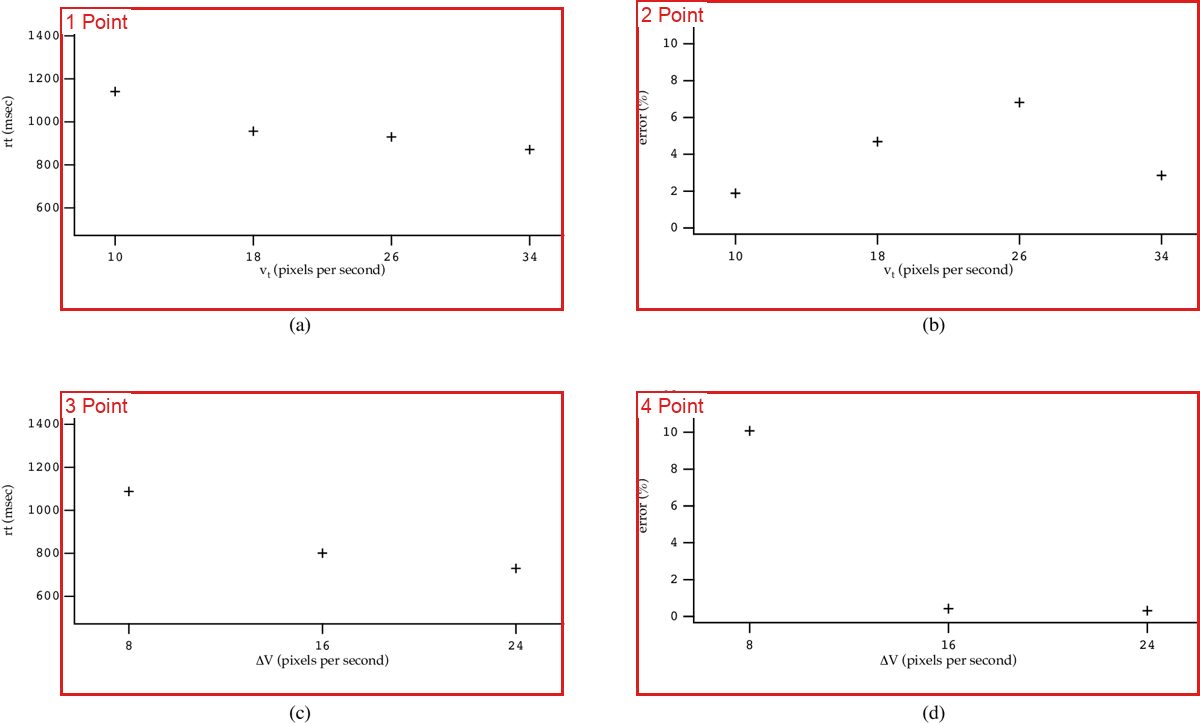 1 Point
1400
1200
1000
800
600
rt (msec)
10 18 26 34
vt (pixels per second)
(a)
2 Point
10
8
6
4
2
0
error (%)
10 18 26 34
vt (pixels per second)
(b)
3 Point
1400
1200
1000
800
600
rt (msec)
8 16 24
ΔV (pixels per second)
(c)
4 Point
10
8
6
4
2
0
error (%)
8 16 24
ΔV (pixels per second)
(d)